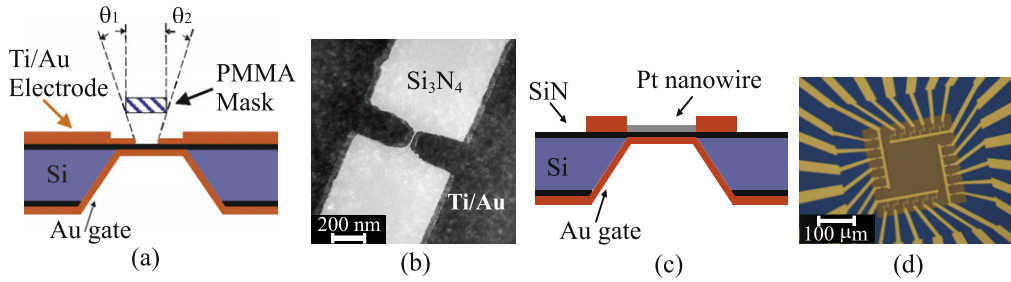 θ₁ θ₂
Ti/Au
Electrode
PMMA
Mask
Si
Au gate
(a)
Si₃N₄
Ti/Au
200 nm
(b)
SiN
Pt nanowire
Si
Au gate
(c)
100 μm
(d)